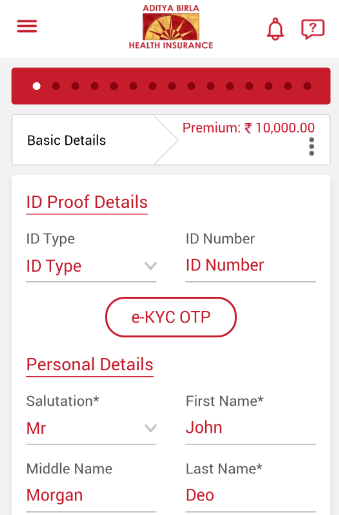 ADITYA BIRLA
HEALTH INSURANCE
?
Basic Details
Premium: ₹ 10,000.00
ID Proof Details
ID Type
ID Number
ID Type
ID Number
e-KYC OTP
Personal Details
Salutation*
First Name*
Mr
John
Middle Name
Last Name*
Morgan
Deo